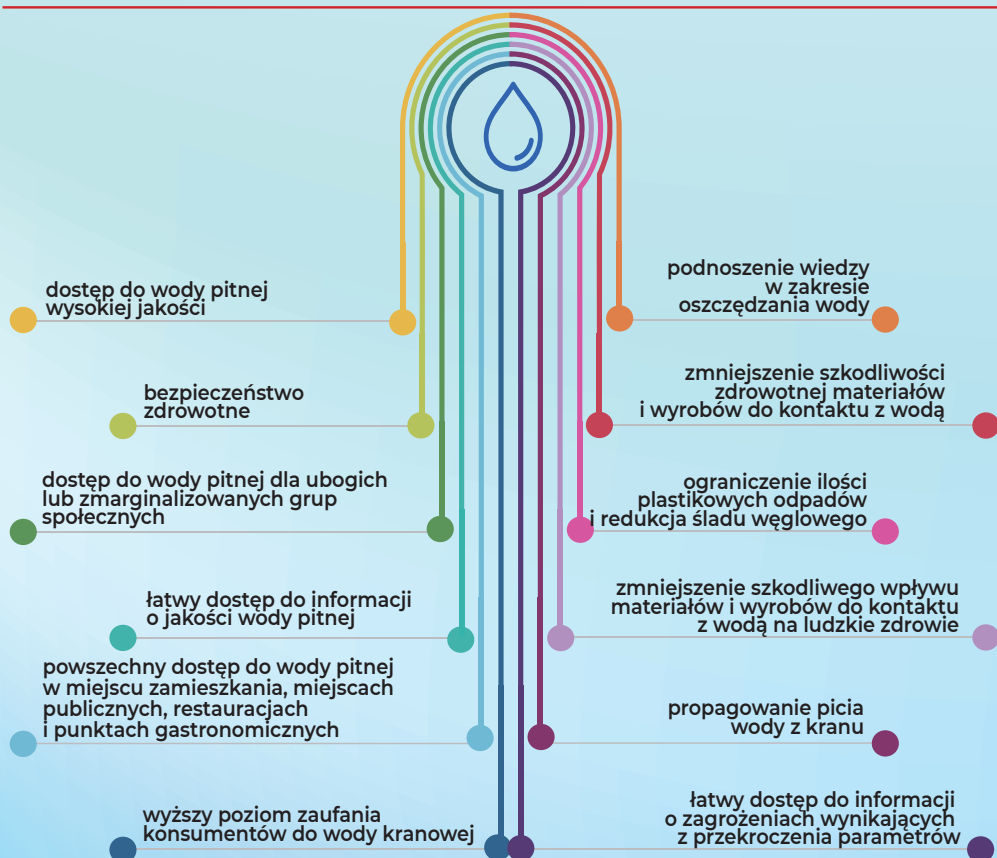 dostęp do wody pitnej
wysokiej jakości
bezpieczeństwo
zdrowotne
dostęp do wody pitnej dla ubogich
lub zmarginalizowanych grup
społecznych
łatwy dostęp do informacji
o jakości wody pitnej
powszechny dostęp do wody pitnej
w miejscu zamieszkania, miejscach
publicznych, restauracjach
i punktach gastronomicznych
wyższy poziom zaufania
konsumentów do wody kranowej
podnoszenie wiedzy
w zakresie
oszczędzania wody
zmniejszenie szkodliwości
zdrowotnej materiałów
i wyrobów do kontaktu z wodą
ograniczenie ilości
plastikowych odpadów
i redukcja śladu węglowego
zmniejszenie szkodliwego wpływu
materiałów i wyrobów do kontaktu
z wodą na ludzkie zdrowie
propagowanie picia
wody z kranu
łatwy dostęp do informacji
o zagrożeniach wynikających
z przekroczenia parametrów